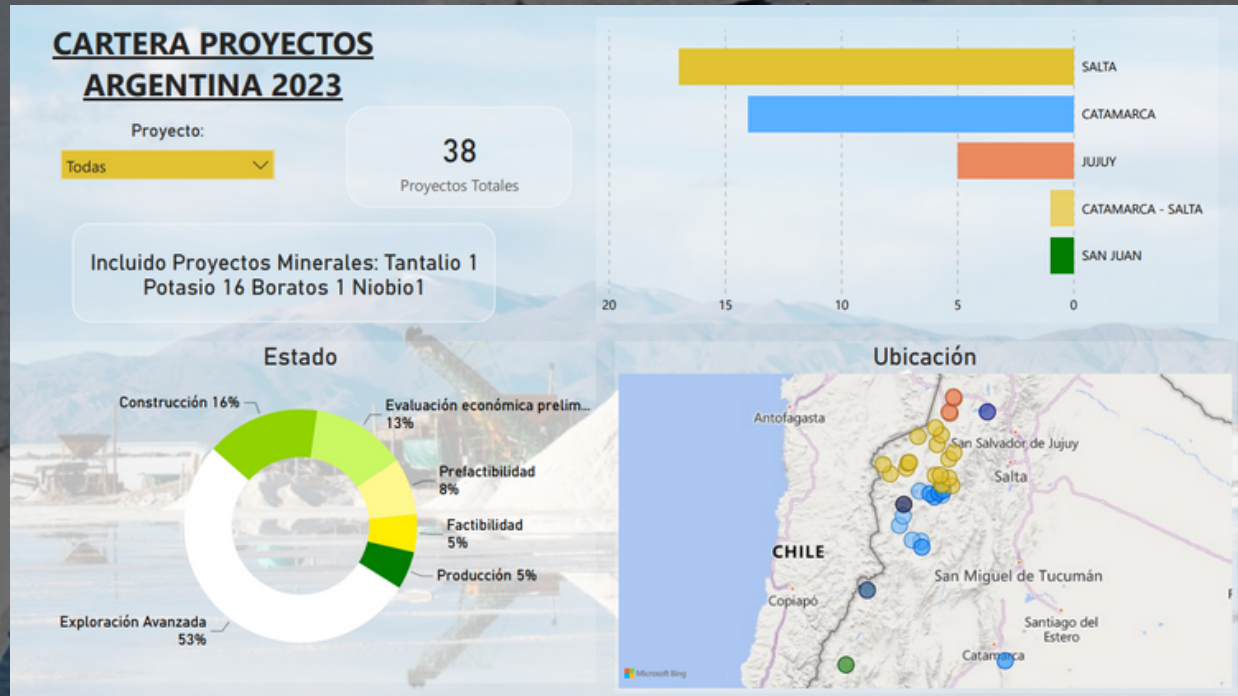 CARTERA PROYECTOS
ARGENTINA 2023
Proyecto:
Todas
38
Proyectos Totales
Incluido Proyectos Minerales: Tantalio 1
Potasio 16 Boratos 1 Niobio1
SALTA
CATAMARCA
JUJUY
CATAMARCA - SALTA
SAN JUAN
20 15 10 5 0
Estado
Construcción 16%
Evaluación económica prelim...
13%
Prefactibilidad
8%
Factibilidad
5%
Producción 5%
Exploración Avanzada
53%
Ubicación
Antofagasta
San Salvador de Jujuy
Salta
CHILE
San Miguel de Tucumán
Copiapó
Santiago del
Estero
Catamarca
Microsoft Bing